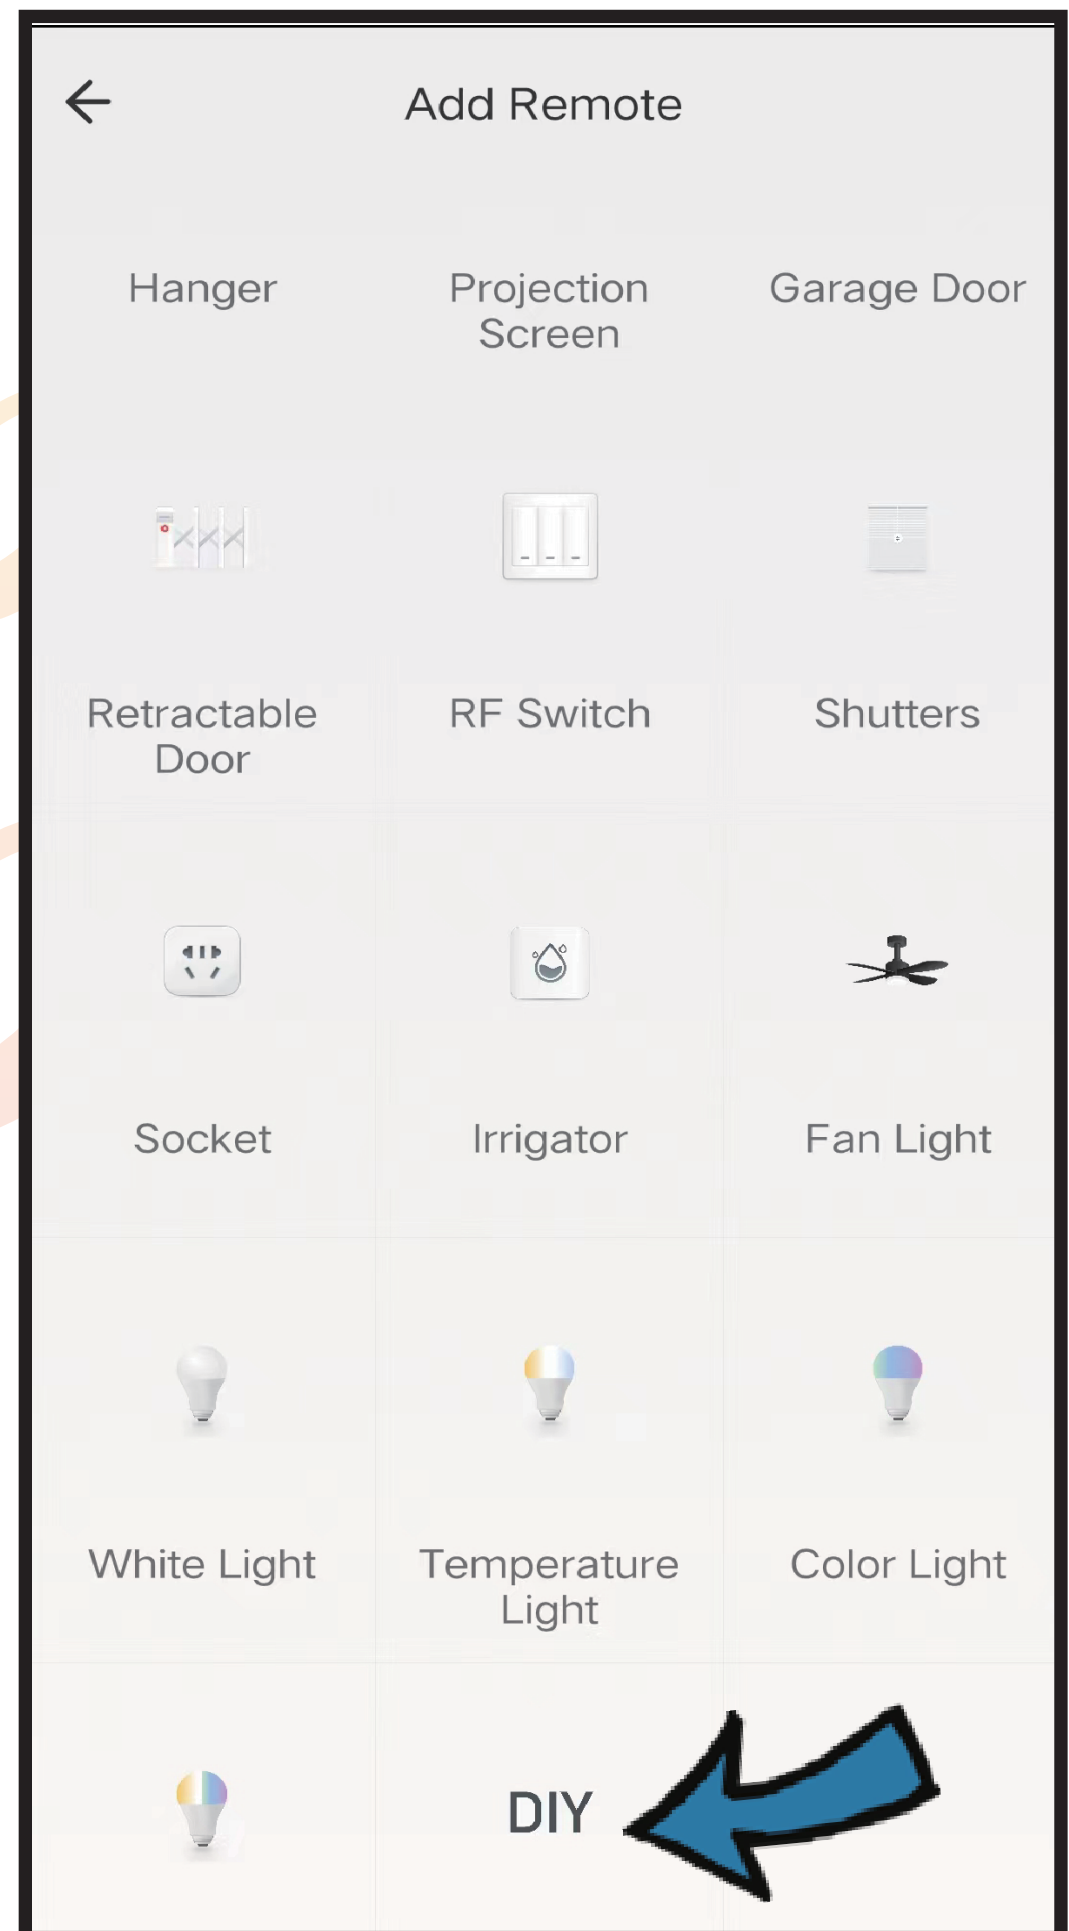 Add Remote
Hanger
Projection
Screen
Garage Door
Retractable
Door
RF Switch
Shutters
Socket
Irrigator
Fan Light
White Light
Temperature
Light
Color Light
DIY